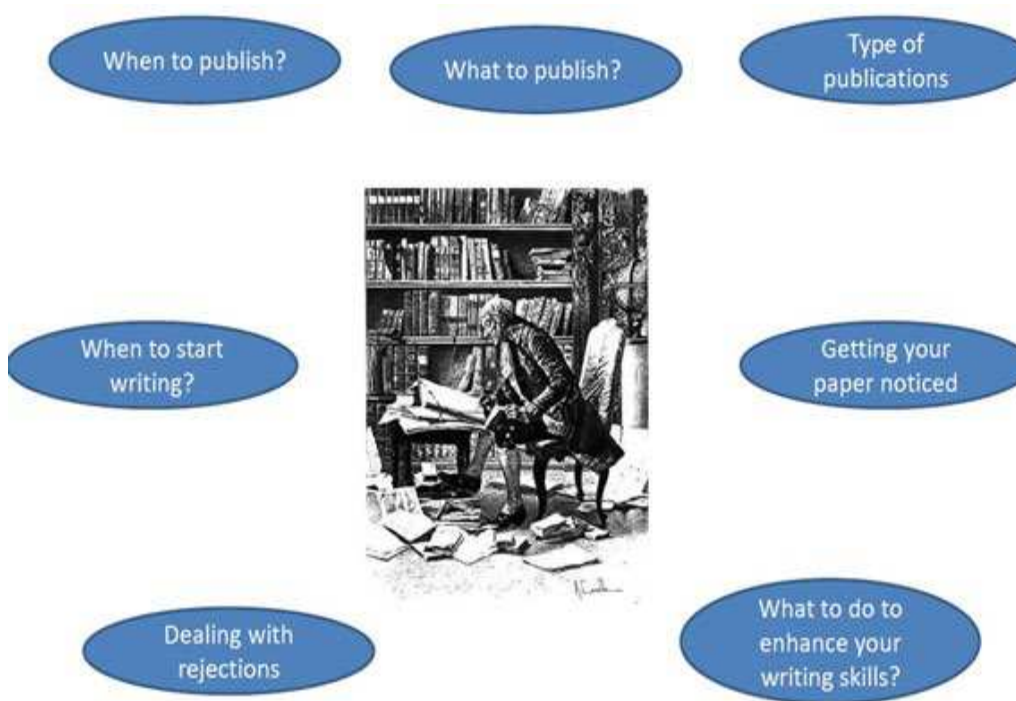 When to publish?
What to publish?
Type of
publications
When to start
writing?
Getting your
paper noticed
Dealing with
rejections
What to do to
enhance your
writing skills?